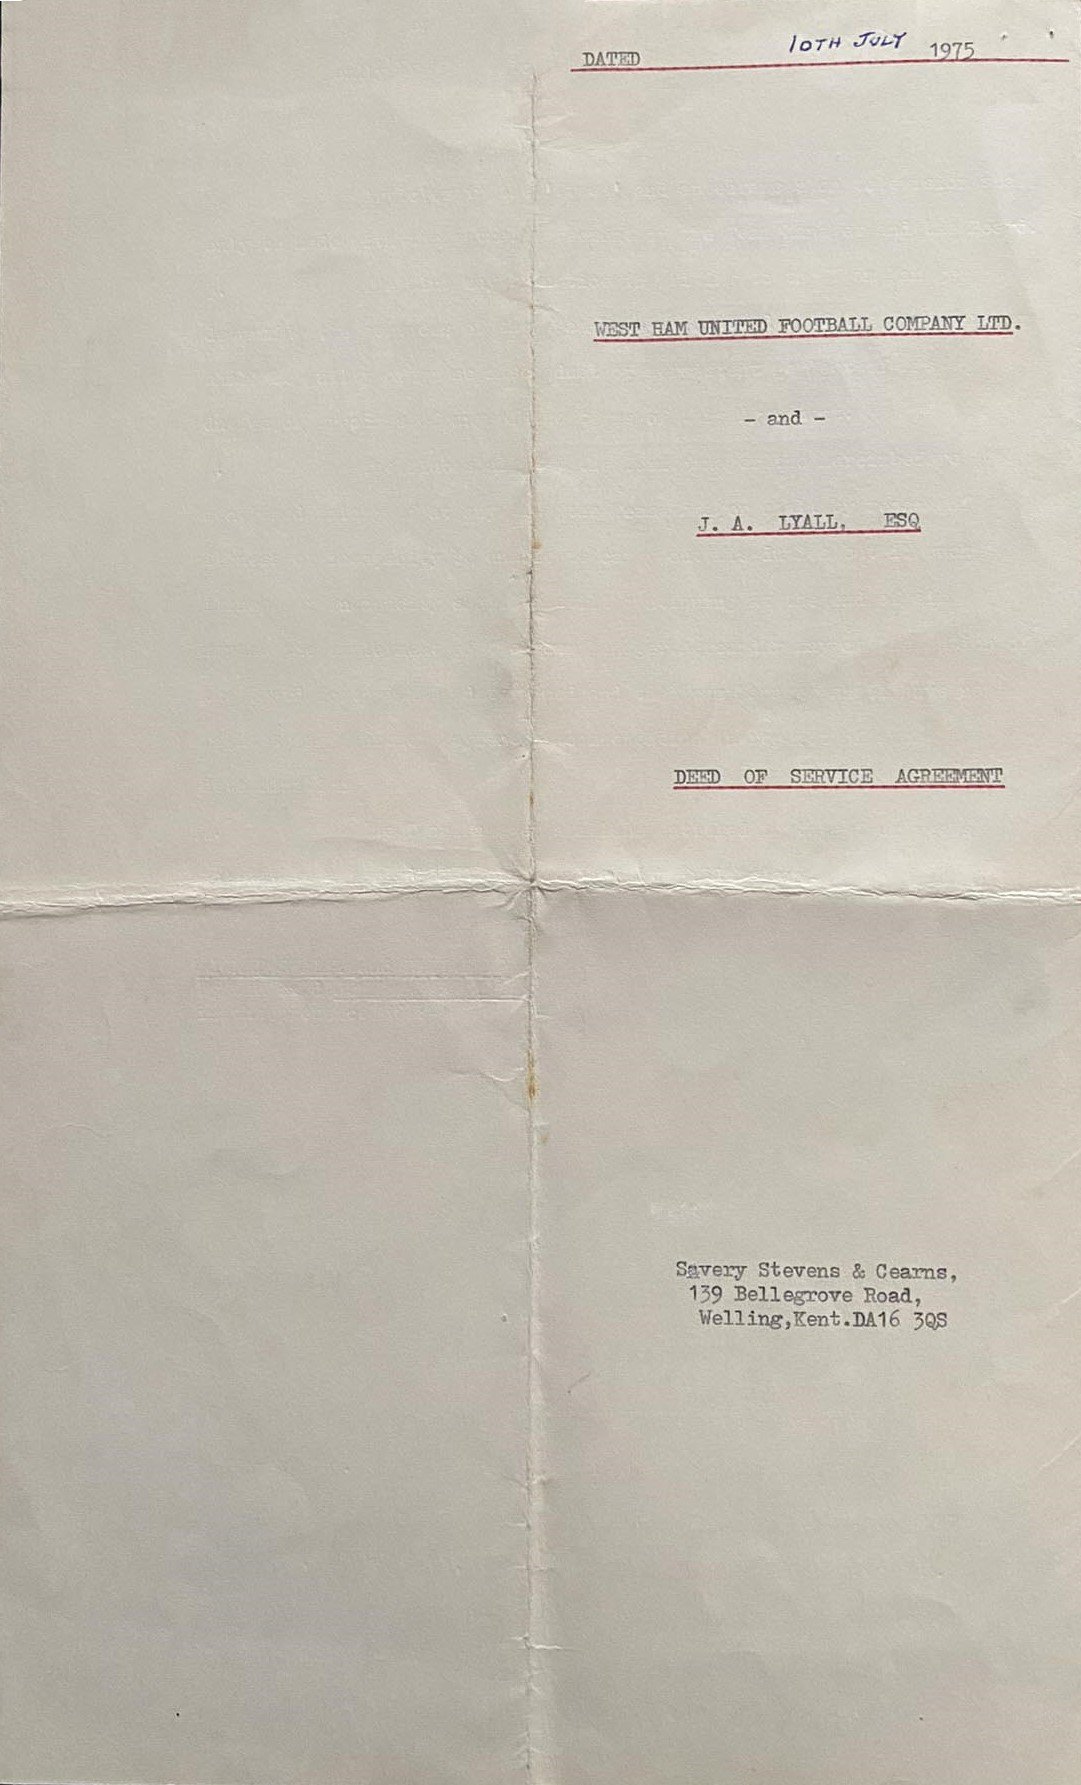 DATED 10TH JULY 1975
WEST HAM UNITED FOOTBALL COMPANY LTD.
- and -
J. A. LYALL, ESQ
DEED OF SERVICE AGREEMENT
Savery Stevens & Cearns,
139 Bellegrove Road,
Welling,Kent.DA16 3QS